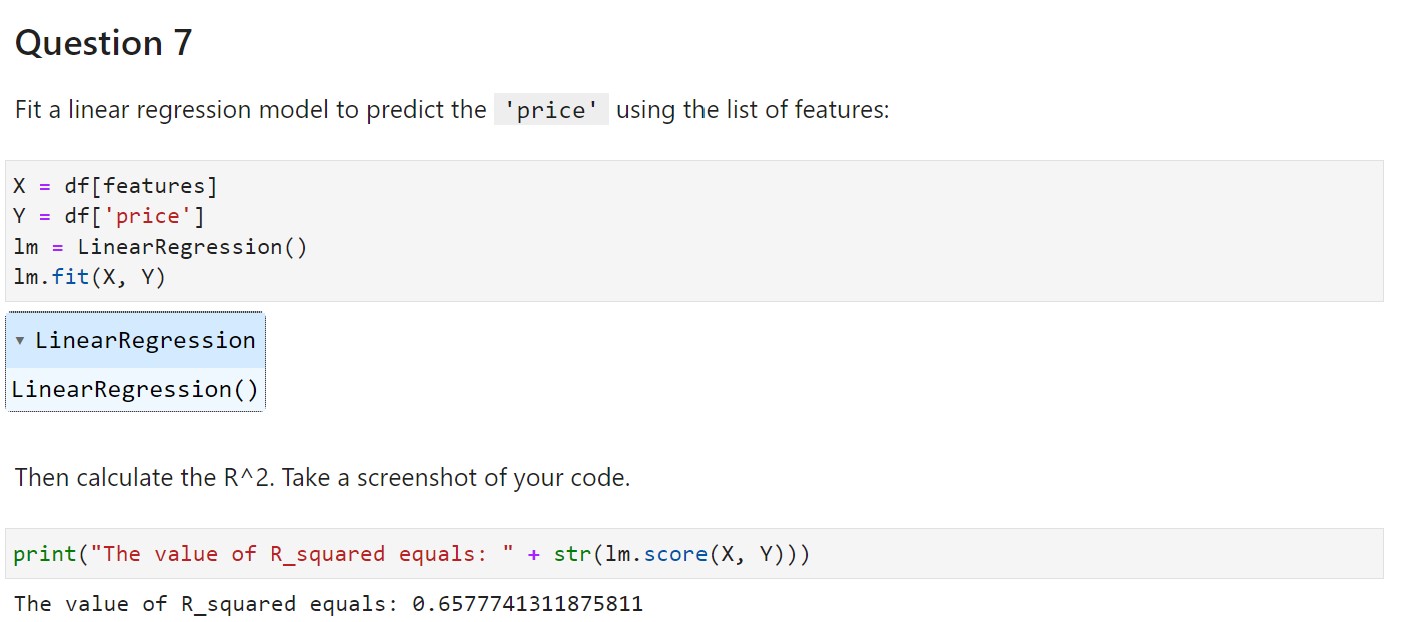 Question 7
Fit a linear regression model to predict the 'price' using the list of features:
X = df[features]
Y = df['price']
lm = LinearRegression()
lm.fit(X, Y)
▾ LinearRegression
LinearRegression()
Then calculate the R^2. Take a screenshot of your code.
print("The value of R_squared equals: " + str(lm.score(X, Y)))
The value of R_squared equals: 0.6577741311875811